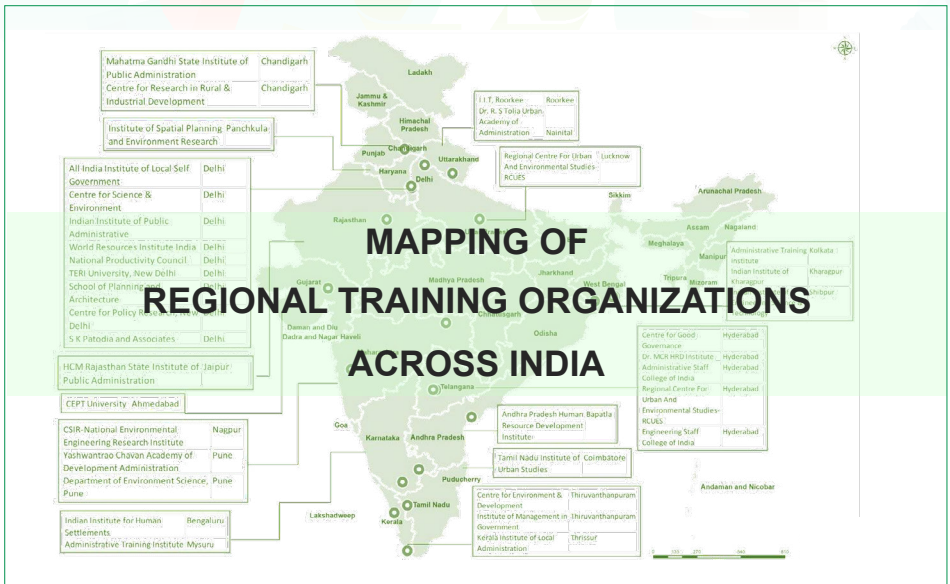 Mahatma Gandhi State Institute of Chandigarh
Public Administration
Centre for Research in Rural & Chandigarh
Industrial Development
Institute of Spatial Planning Panchkula
and Environment Research
All India Institute of Local Self Delhi
Government
Centre for Science & Delhi
Environment
Indian Institute of Public Delhi
Administrative
World Resources Institute India Delhi
National Productivity Council Delhi
TERI University, New Delhi Delhi
School of Planning and
Architecture
Centre for Policy Research, New Delhi
Delhi
S K Patodia and Associates Delhi
HCM Rajasthan State Institute of Jaipur
Public Administration
CEPT University Ahmedabad
CSIR-National Environmental Nagpur
Engineering Research Institute
Yashwantrao Chavan Academy of Pune
Development Administration
Department of Environment Science, Pune
Pune
Indian Institute for Human Bengaluru
Settlements
Administrative Training Institute Mysuru
I.I.T, Roorkee Roorkee
Dr. R. S Tolia Urban
Academy of
Administration Nainital
Regional Centre For Urban Lucknow
And Environmental Studies-
RCUES
Ladakh
Jammu &
Kashmir
Himachal
Pradesh
Punjab
Chandigarh
Uttarakhand
Haryana
Delhi
Rajasthan
Sikkim
Arunachal Pradesh
Assam
Nagaland
Meghalaya
Manipur
Tripura
Mizoram
MAPPING OF
REGIONAL TRAINING ORGANIZATIONS
ACROSS INDIA
Gujarat
Madhya Pradesh
Jharkhand
West Bengal
Chhattisgarh
Daman and Diu
Dadra and Nagar Haveli
Odisha
Telangana
Goa
Karnataka
Andhra Pradesh
Puducherry
Lakshadweep
Kerala
Tamil Nadu
Andaman and Nicobar
Administrative Training Kolkata
Institute
Indian Institute of Kharagpur
Kharagpur
Shibpur
Centre for Good Hyderabad
Governance
Dr. MCR HRD Institute Hyderabad
Administrative Staff Hyderabad
College of India
Regional Centre For Hyderabad
Urban And
Environmental Studies-
RCUES
Engineering Staff Hyderabad
College of India
Andhra Pradesh Human Bapatla
Resource Development
Institute
Tamil Nadu Institute of Coimbatore
Urban Studies
Centre for Environment & Thiruvanthanpuram
Development
Institute of Management in Thiruvanthanpuram
Government
Kerala Institute of Local Thrissur
Administration